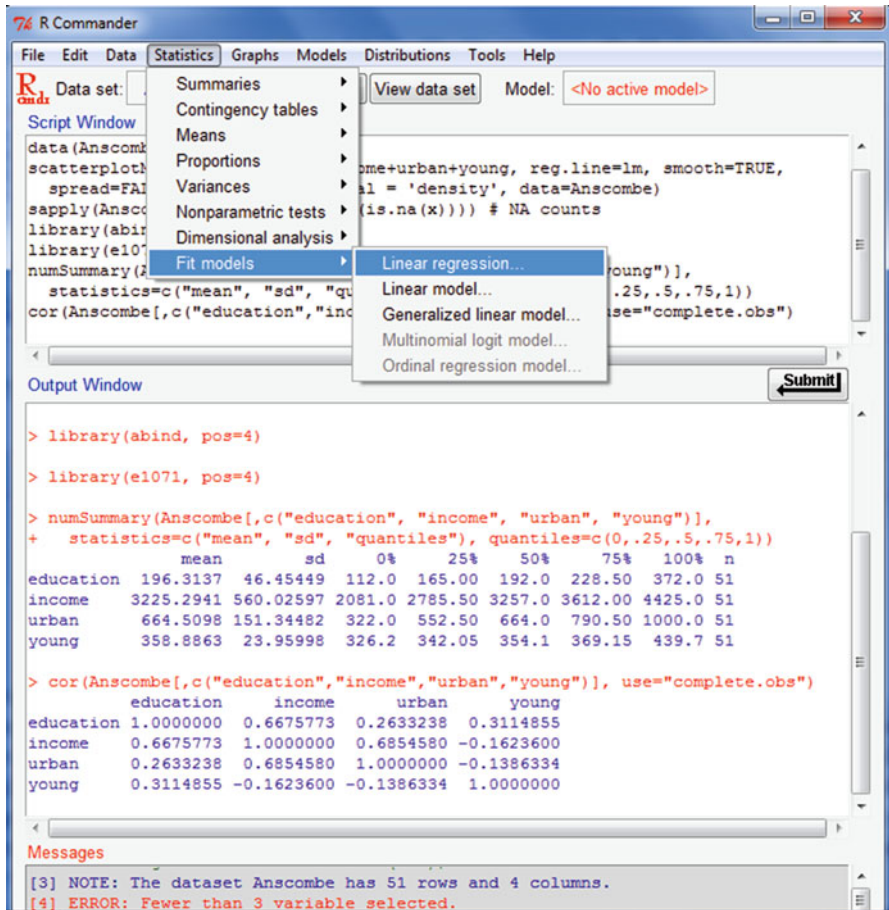 R Commander
File Edit Data Statistics Graphs Models Distributions Tools Help
R Data set: View data set Model: <No active model>
cmdr
Summaries
Contingency tables
Means
Proportions
Variances
Nonparametric tests
Dimensional analysis
Fit models
Linear regression...
Linear model...
Generalized linear model...
Multinomial logit model...
Ordinal regression model...
Script Window
data(Anscomb
scatterplotM ome+urban+young, reg.line=lm, smooth=TRUE,
spread=FAL al = 'density', data=Anscombe)
sapply(Ansco (is.na(x)))) # NA counts
library(abin
library(e107
numSummary(A young")],
statistics=c("mean", "sd", "qu .25,.5,.75,1))
cor(Anscombe[,c("education","inc use="complete.obs")
Output Window
Submit
> library(abind, pos=4)
> library(e1071, pos=4)
> numSummary(Anscombe[,c("education", "income", "urban", "young")],
+ statistics=c("mean", "sd", "quantiles"), quantiles=c(0,.25,.5,.75,1))
mean sd 0% 25% 50% 75% 100% n
education 196.3137 46.45449 112.0 165.00 192.0 228.50 372.0 51
income 3225.2941 560.02597 2081.0 2785.50 3257.0 3612.00 4425.0 51
urban 664.5098 151.34482 322.0 552.50 664.0 790.50 1000.0 51
young 358.8863 23.95998 326.2 342.05 354.1 369.15 439.7 51
> cor(Anscombe[,c("education","income","urban","young")], use="complete.obs")
education income urban young
education 1.0000000 0.6675773 0.2633238 0.3114855
income 0.6675773 1.0000000 0.6854580 -0.1623600
urban 0.2633238 0.6854580 1.0000000 -0.1386334
young 0.3114855 -0.1623600 -0.1386334 1.0000000
Messages
[3] NOTE: The dataset Anscombe has 51 rows and 4 columns.
[4] ERROR: Fewer than 3 variable selected.